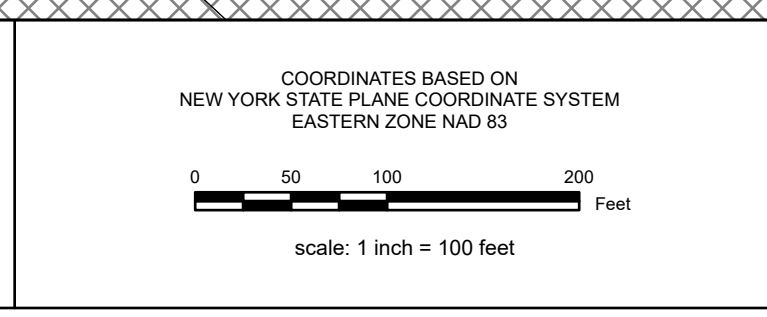 COORDINATES BASED ON
NEW YORK STATE PLANE COORDINATE SYSTEM
EASTERN ZONE NAD 83
0 50 100 200
Feet
scale: 1 inch = 100 feet